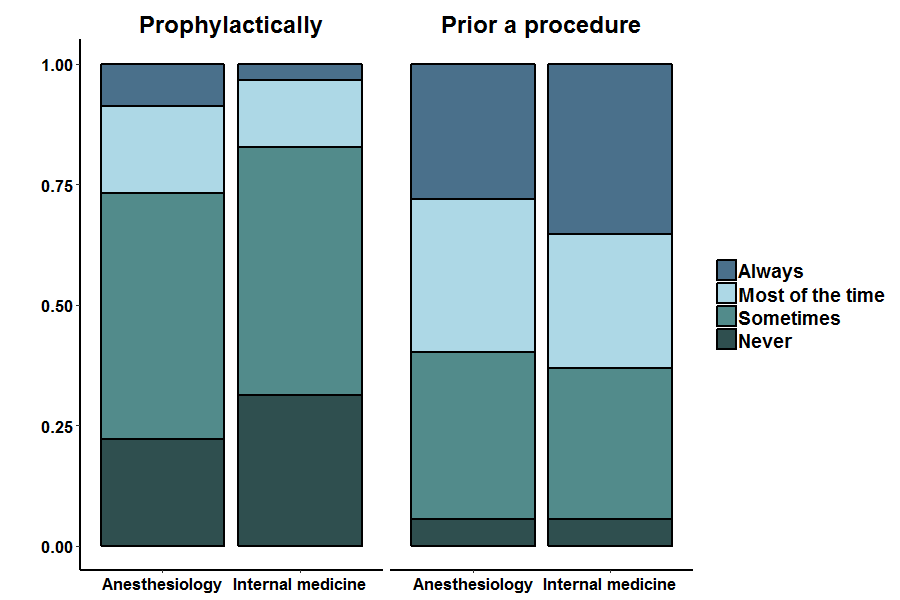 Prophylactically
Prior a procedure
1.00
0.75
0.50
0.25
0.00
Anesthesiology
Internal medicine
Anesthesiology
Internal medicine
Always
Most of the time
Sometimes
Never